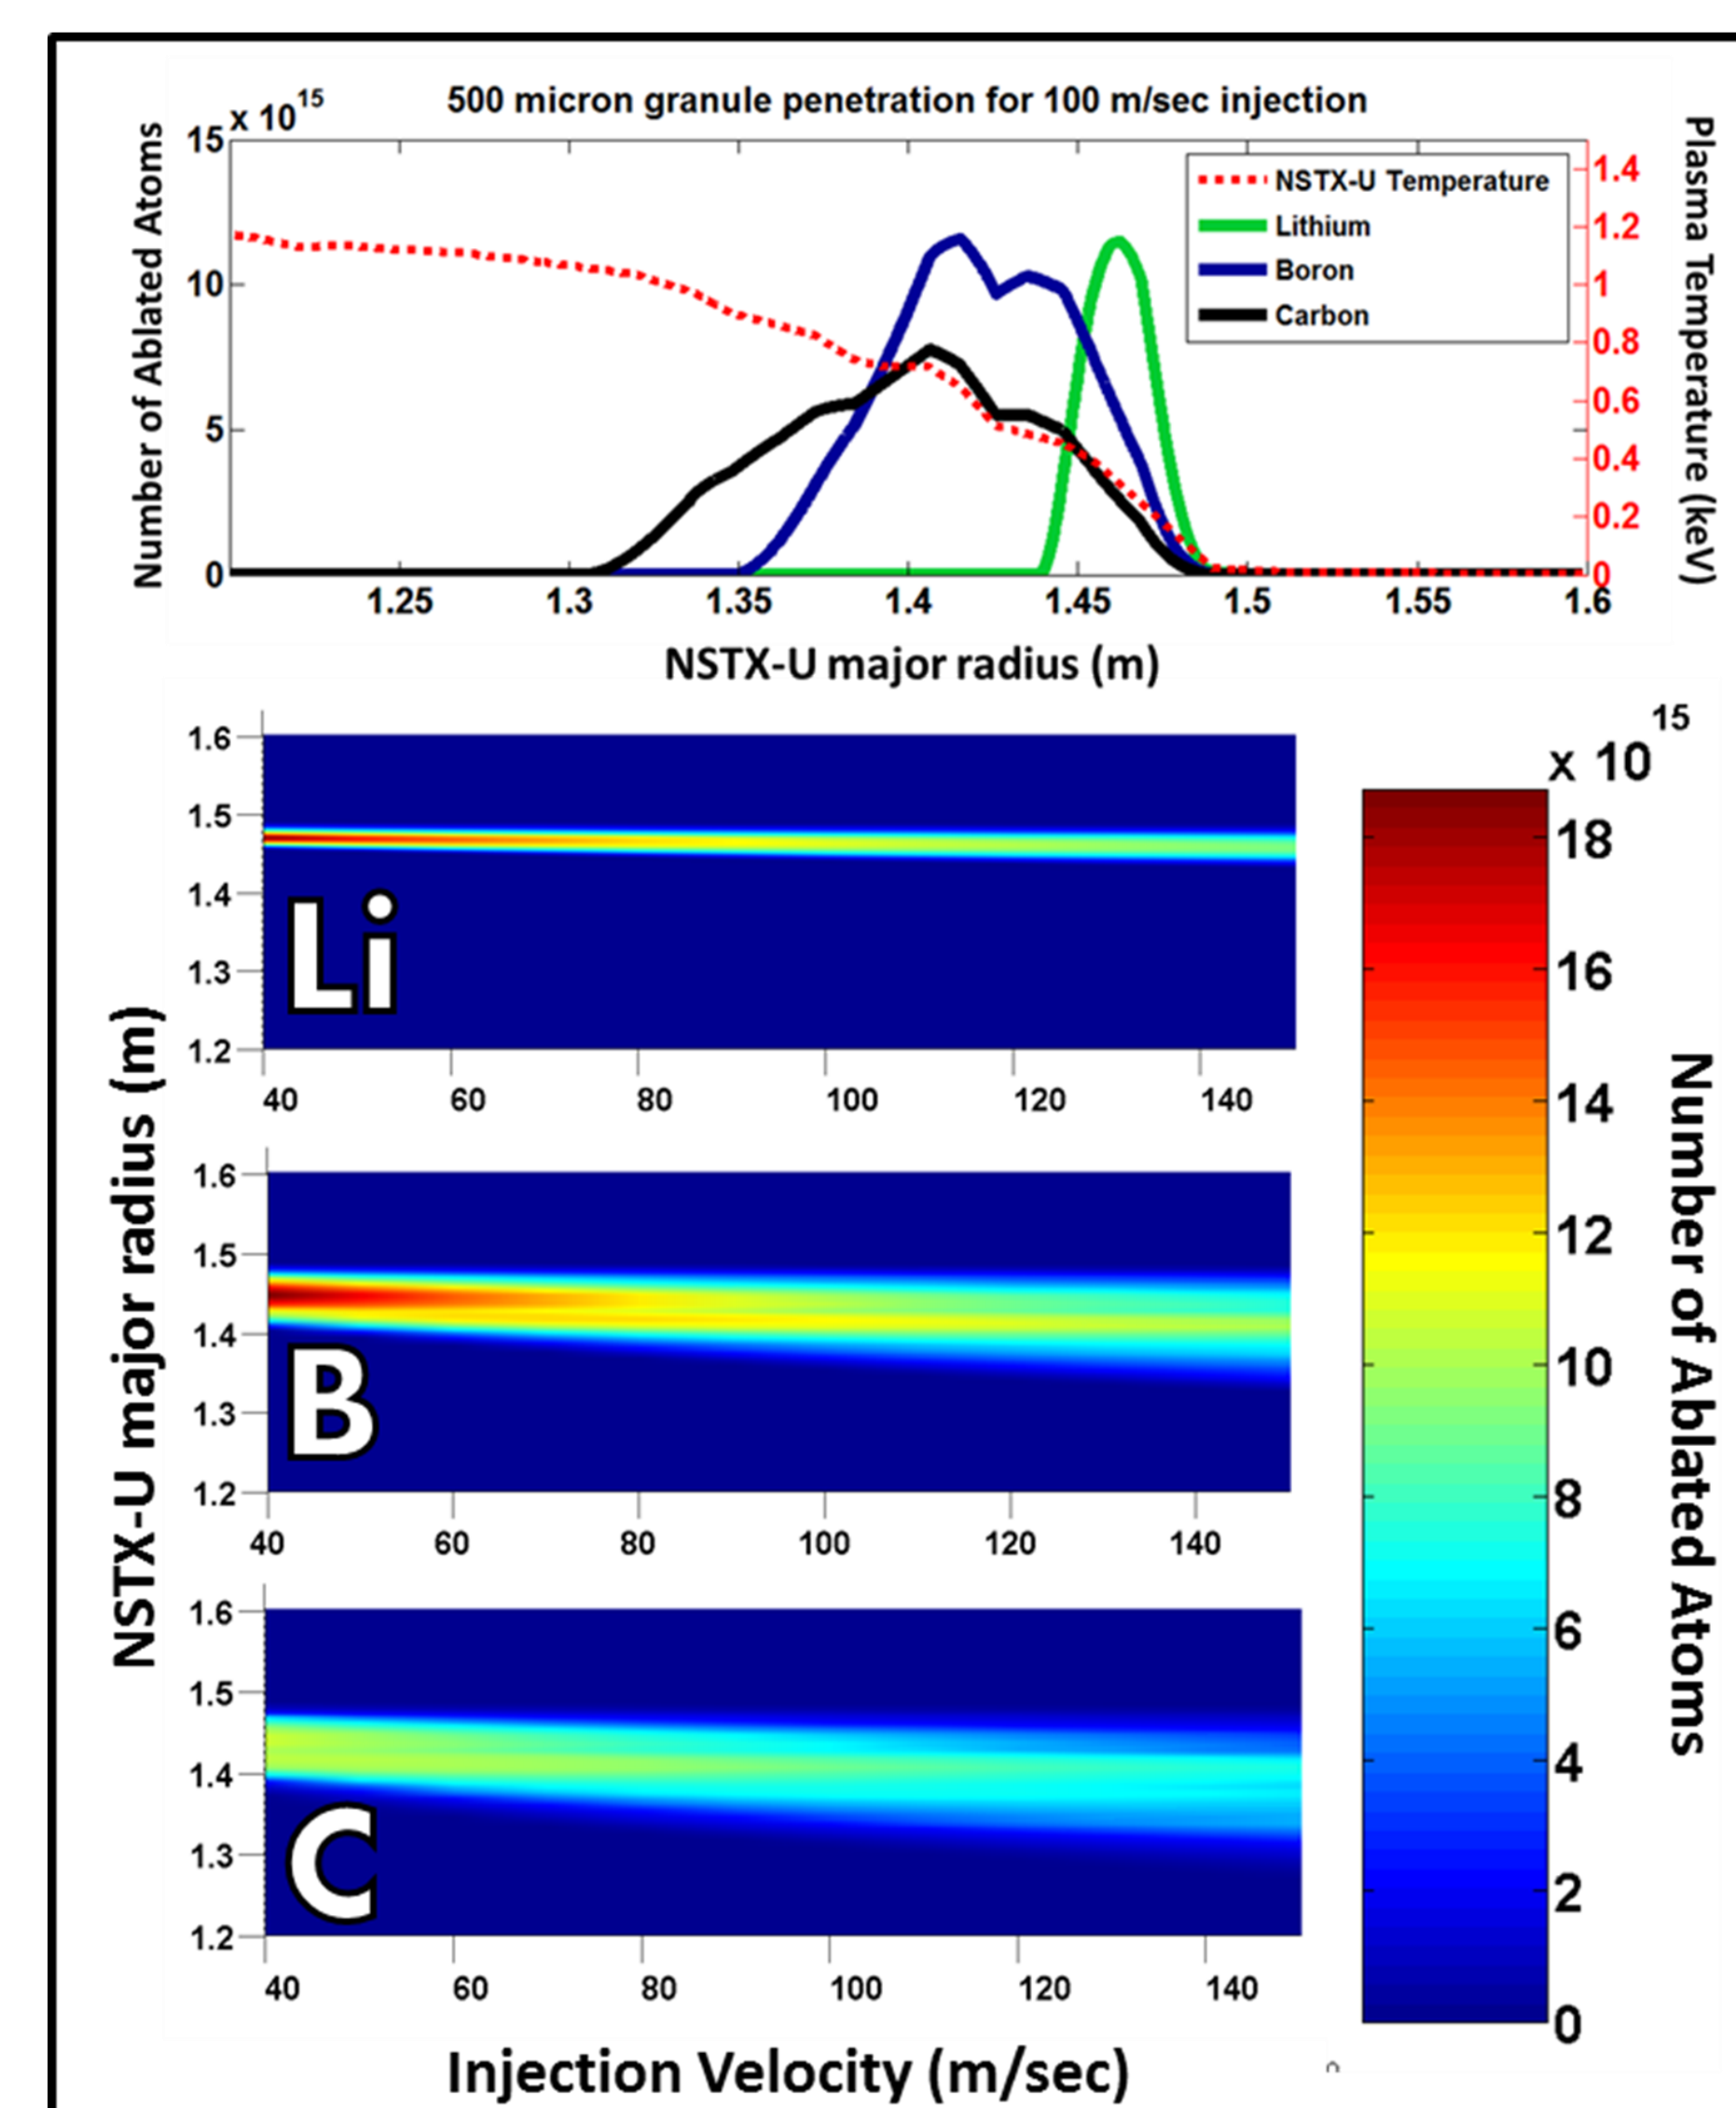 500 micron granule penetration for 100 m/sec injection
x 10^15
15
10
5
0
Number of Ablated Atoms
1.4
1.2
1
0.8
0.6
0.4
0.2
0
Plasma Temperature (keV)
NSTX-U Temperature
Lithium
Boron
Carbon
1.25 1.3 1.35 1.4 1.45 1.5 1.55 1.6
NSTX-U major radius (m)
NSTX-U major radius (m)
1.6
1.5
1.4
1.3
1.2
Li
40 60 80 100 120 140
1.6
1.5
1.4
1.3
1.2
B
40 60 80 100 120 140
1.6
1.5
1.4
1.3
1.2
C
40 60 80 100 120 140
Injection Velocity (m/sec)
x 10^15
18
16
14
12
10
8
6
4
2
0
Number of Ablated Atoms